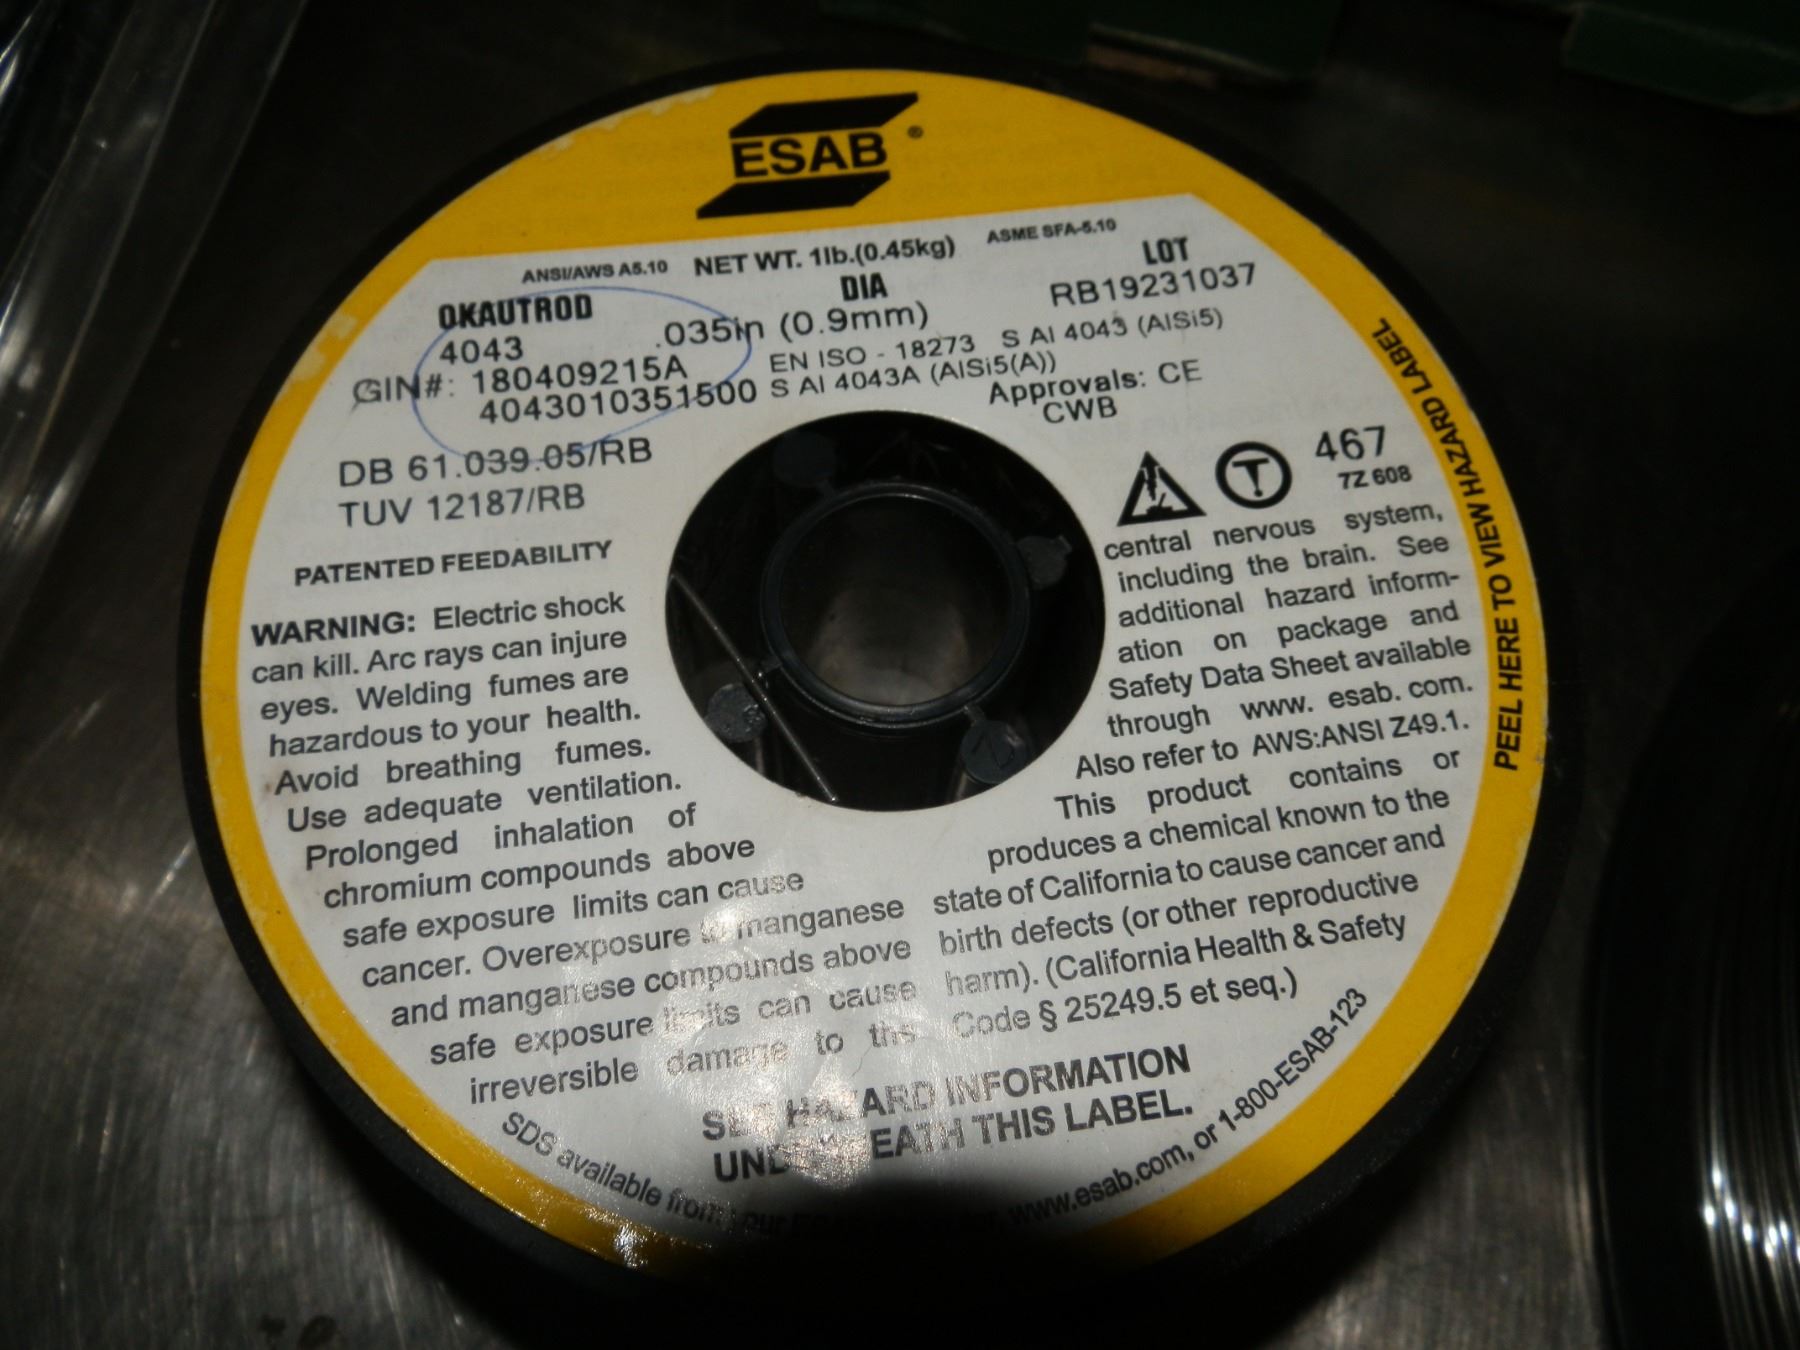 ESAB ®
ANSI/AWS A5.10 NET WT. 1lb.(0.45kg) ASME SFA-5.10
OKAUTROD DIA LOT
4043 .035in (0.9mm) RB19231037
GIN#: 180409215A EN ISO - 18273 S Al 4043 (AlSi5)
4043010351500 S Al 4043A (AlSi5(A))
Approvals: CE
CWB
DB 61.039.05/RB
TUV 12187/RB
467
7Z 608
PATENTED FEEDABILITY
WARNING: Electric shock
can kill. Arc rays can injure
eyes. Welding fumes are
hazardous to your health.
Avoid breathing fumes.
Use adequate ventilation.
Prolonged inhalation of
chromium compounds above
safe exposure limits can cause
cancer. Overexposure to manganese
and manganese compounds above
safe exposure limits can cause
irreversible damage to the
central nervous system,
including the brain. See
additional hazard inform-
ation on package and
Safety Data Sheet available
through www. esab. com.
Also refer to AWS:ANSI Z49.1.
This product contains or
produces a chemical known to the
state of California to cause cancer and
birth defects (or other reproductive
harm). (California Health & Safety
Code § 25249.5 et seq.)
SEE HAZARD INFORMATION
UNDERNEATH THIS LABEL.
SDS available from your www.esab.com, or 1-800-ESAB-123
PEEL HERE TO VIEW HAZARD LABEL